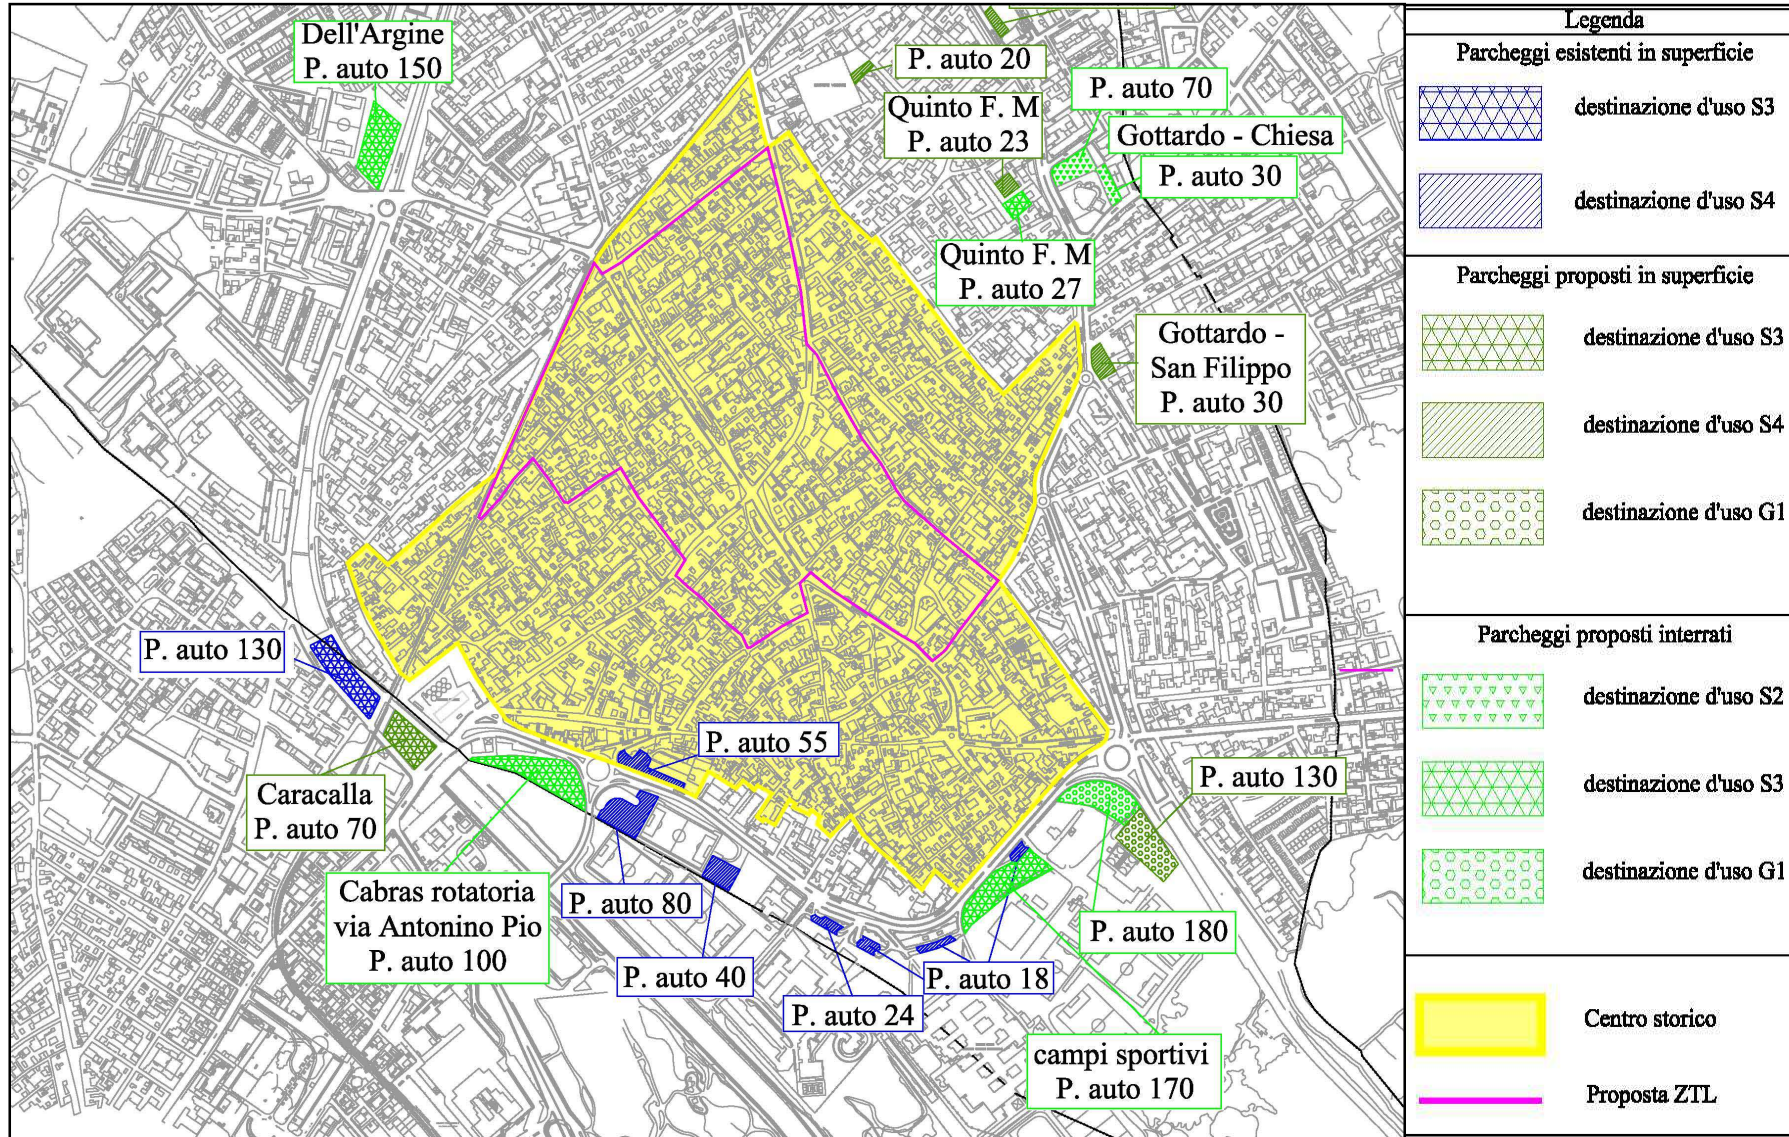 Dell'Argine
P. auto 150
P. auto 20
Quinto F. M
P. auto 23
P. auto 70
Gottardo - Chiesa
P. auto 30
Quinto F. M
P. auto 27
Gottardo -
San Filippo
P. auto 30
P. auto 130
P. auto 55
P. auto 130
Caracalla
P. auto 70
Cabras rotatoria
via Antonino Pio
P. auto 100
P. auto 80
P. auto 40
P. auto 24
P. auto 18
P. auto 180
campi sportivi
P. auto 170
Legenda
Parcheggi esistenti in superficie
destinazione d'uso S3
destinazione d'uso S4
Parcheggi proposti in superficie
destinazione d'uso S3
destinazione d'uso S4
destinazione d'uso G1
Parcheggi proposti interrati
destinazione d'uso S2
destinazione d'uso S3
destinazione d'uso G1
Centro storico
Proposta ZTL